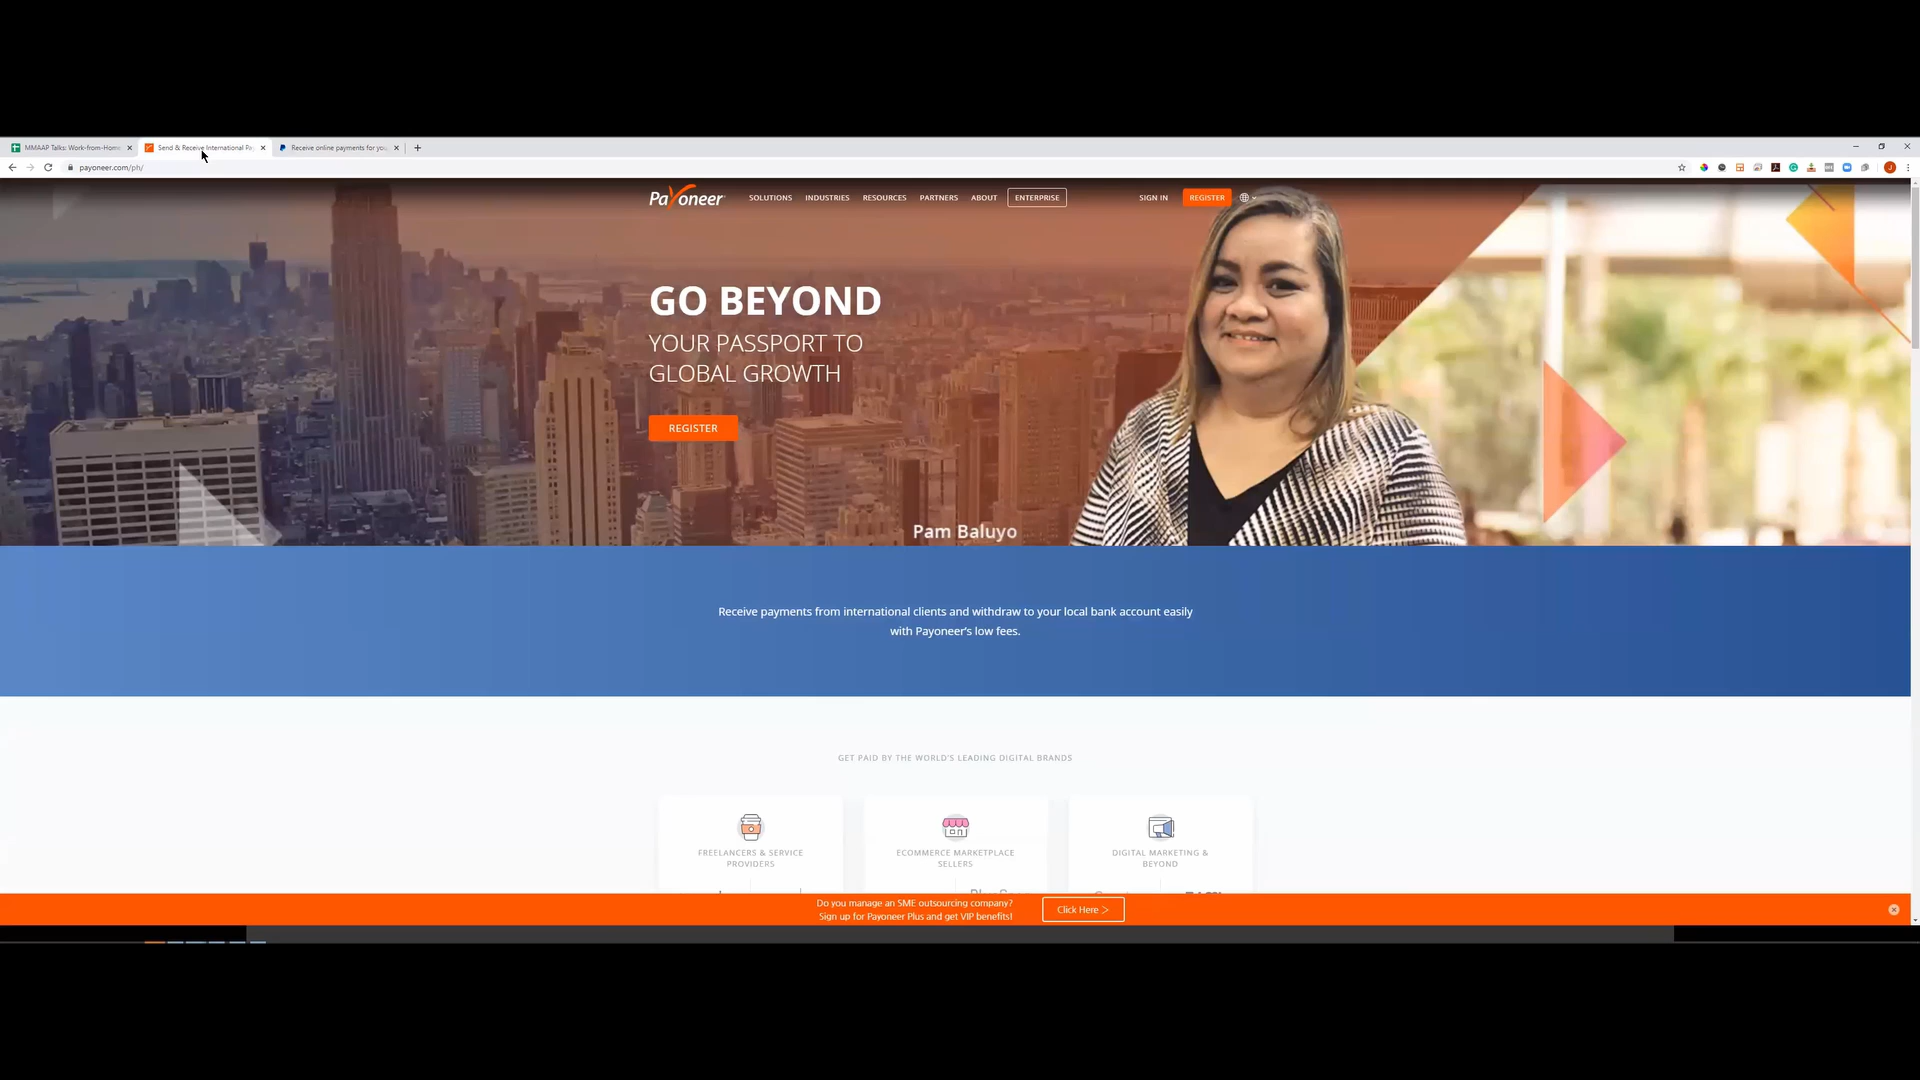 MMAAP Talks: Work-from-Home
Send & Receive International Pa
Receive online payments for you
payoneer.com/ph/
Payoneer
SOLUTIONS
INDUSTRIES
RESOURCES
PARTNERS
ABOUT
ENTERPRISE
SIGN IN
REGISTER
GO BEYOND
YOUR PASSPORT TO
GLOBAL GROWTH
REGISTER
Pam Baluyo
Receive payments from international clients and withdraw to your local bank account easily
with Payoneer's low fees.
GET PAID BY THE WORLD'S LEADING DIGITAL BRANDS
FREELANCERS & SERVICE
PROVIDERS
ECOMMERCE MARKETPLACE
SELLERS
DIGITAL MARKETING &
BEYOND
Do you manage an SME outsourcing company?
Sign up for Payoneer Plus and get VIP benefits!
Click Here >